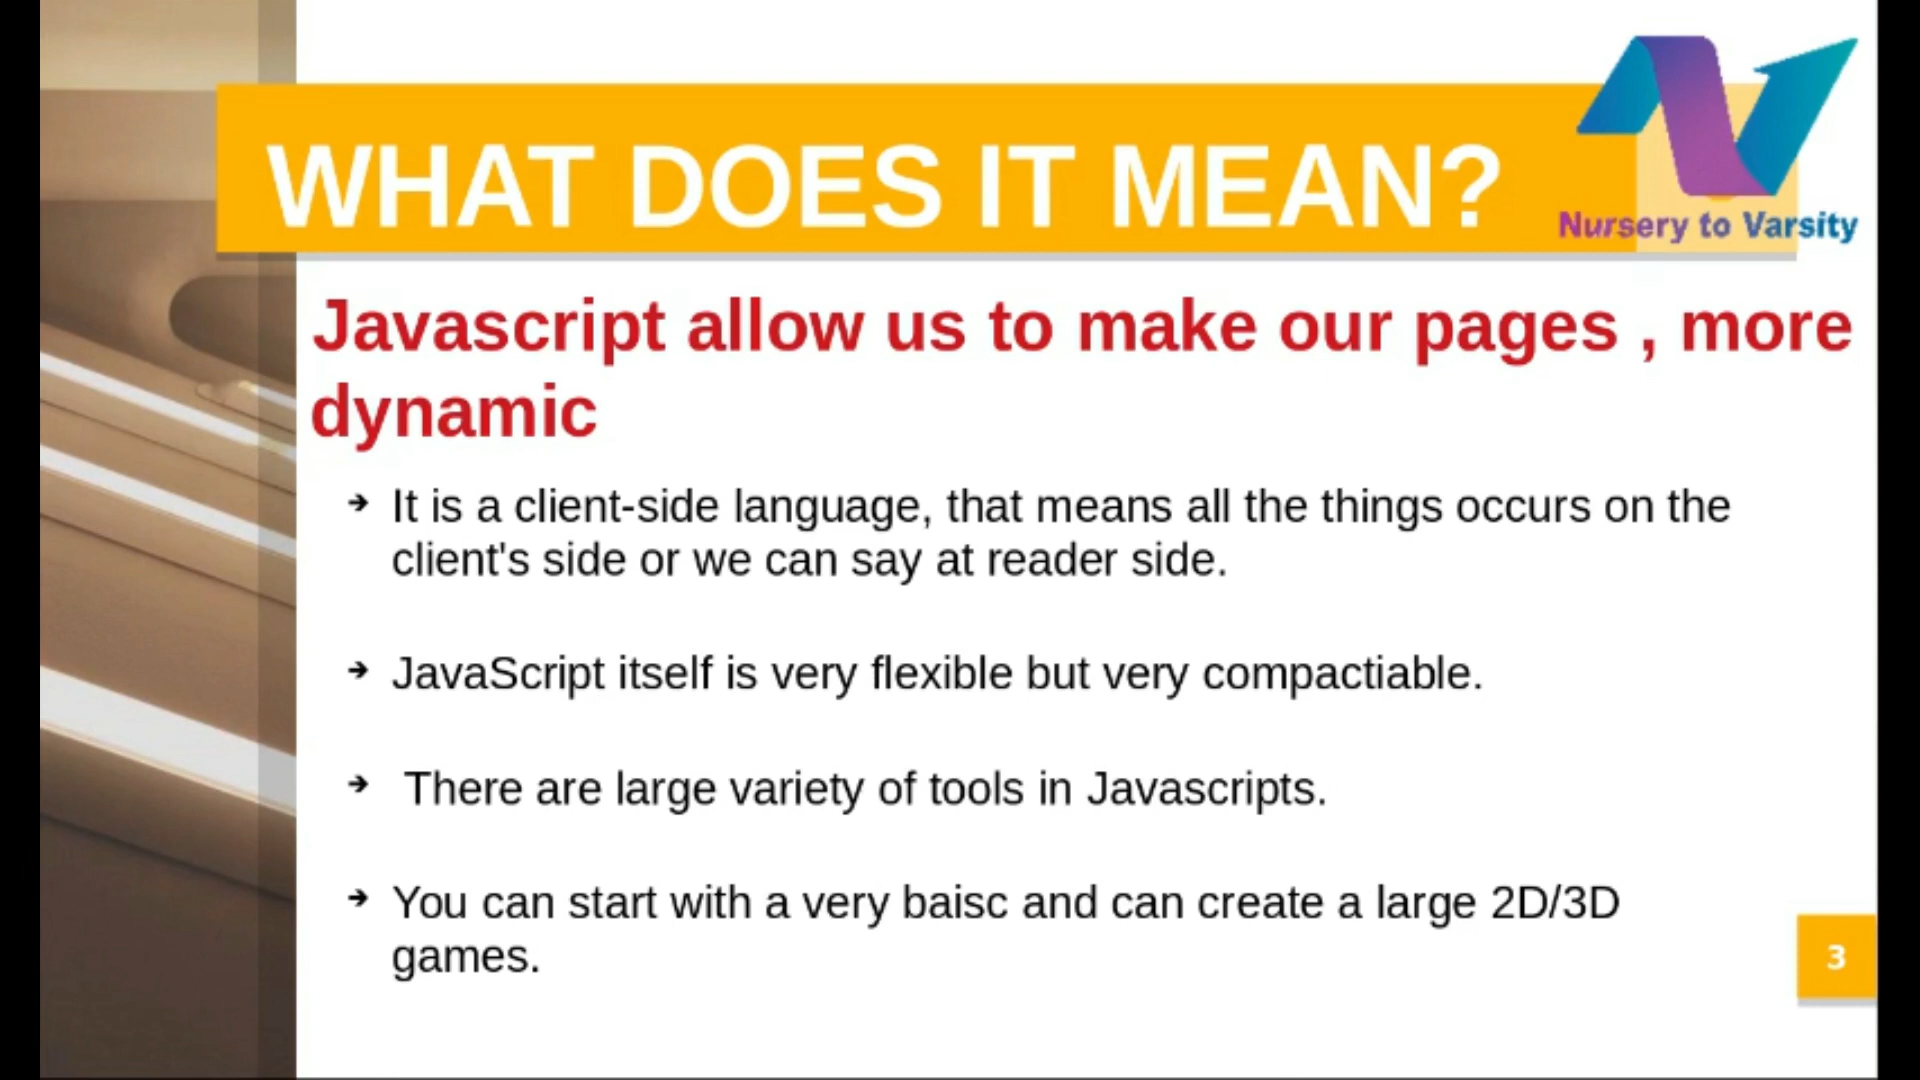 WHAT DOES IT MEAN?
Nursery to Varsity
Javascript allow us to make our pages , more
dynamic
➔ It is a client-side language, that means all the things occurs on the
client's side or we can say at reader side.
➔ JavaScript itself is very flexible but very compactiable.
➔ There are large variety of tools in Javascripts.
➔ You can start with a very baisc and can create a large 2D/3D
games.
3